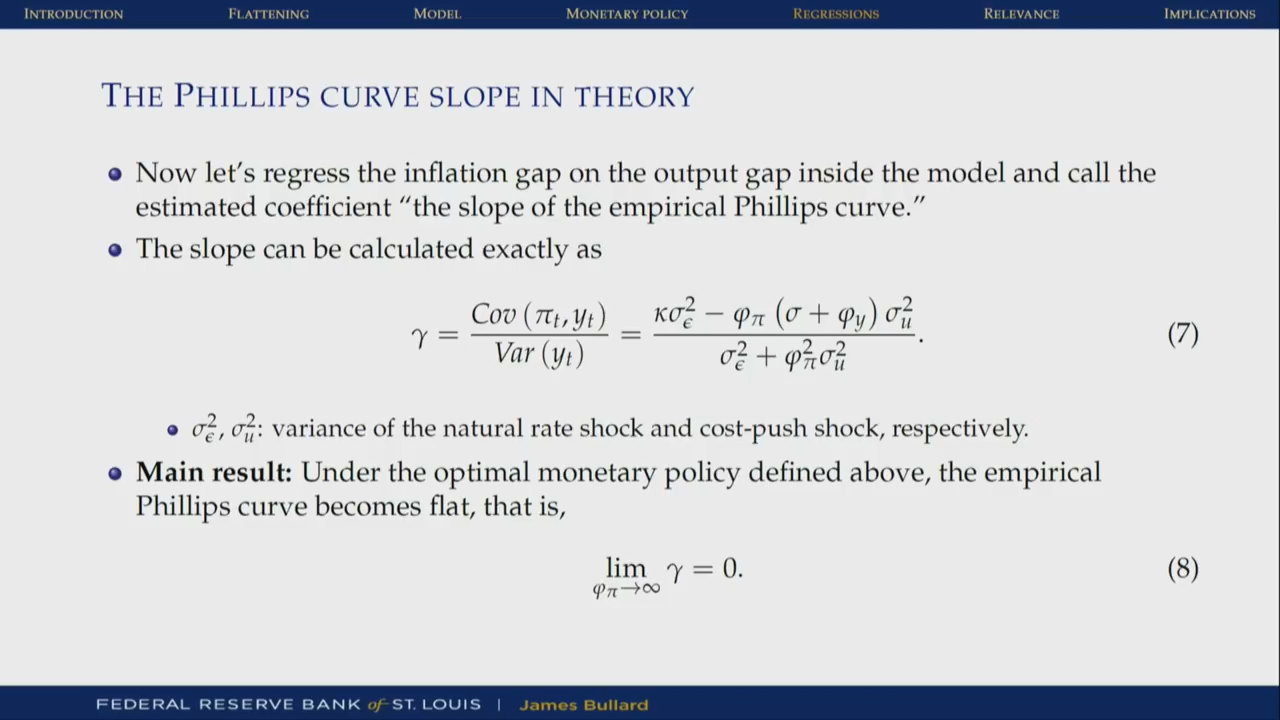 INTRODUCTION FLATTENING MODEL MONETARY POLICY REGRESSIONS RELEVANCE IMPLICATIONS
THE PHILLIPS CURVE SLOPE IN THEORY
• Now let's regress the inflation gap on the output gap inside the model and call the
estimated coefficient “the slope of the empirical Phillips curve.”
• The slope can be calculated exactly as
γ = Cov (π_t, y_t) / Var (y_t) = (κσ_ϵ^2 − φ_π (σ + φ_y) σ_u^2) / (σ_ϵ^2 + φ_π^2 σ_u^2). (7)
• σ_ϵ^2, σ_u^2: variance of the natural rate shock and cost-push shock, respectively.
• Main result: Under the optimal monetary policy defined above, the empirical
Phillips curve becomes flat, that is,
lim_{φ_π→∞} γ = 0. (8)
FEDERAL RESERVE BANK of ST. LOUIS | James Bullard